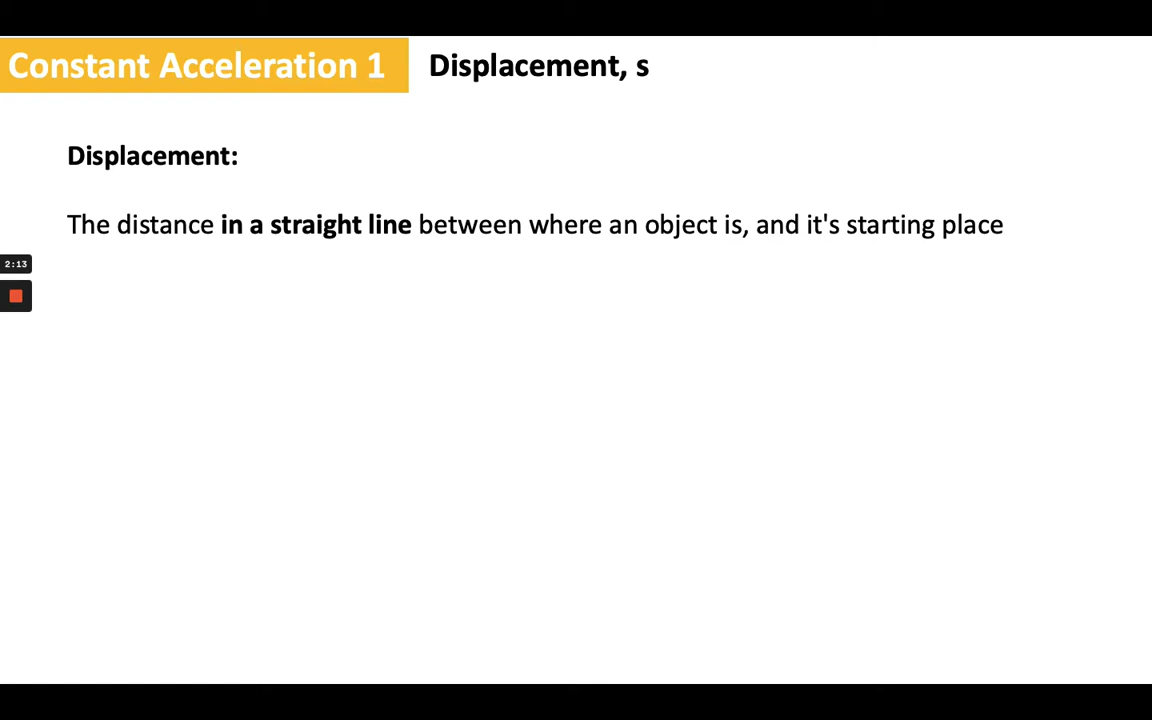 Constant Acceleration 1 Displacement, s
Displacement:
The distance in a straight line between where an object is, and it's starting place
2:13